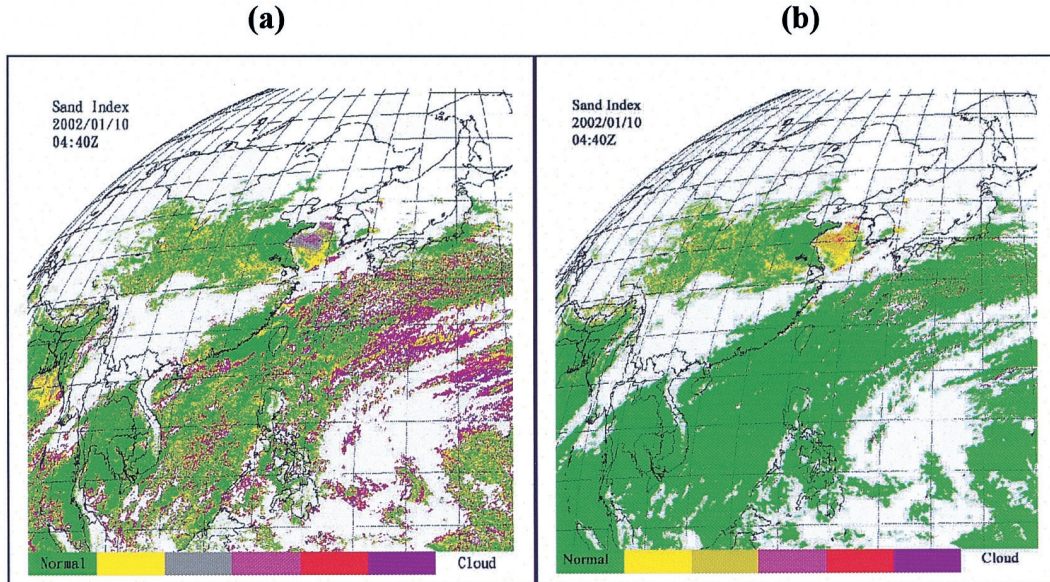 (a)
(b)
Sand Index
2002/01/10
04:40Z
Sand Index
2002/01/10
04:40Z
Normal
Cloud
Normal
Cloud